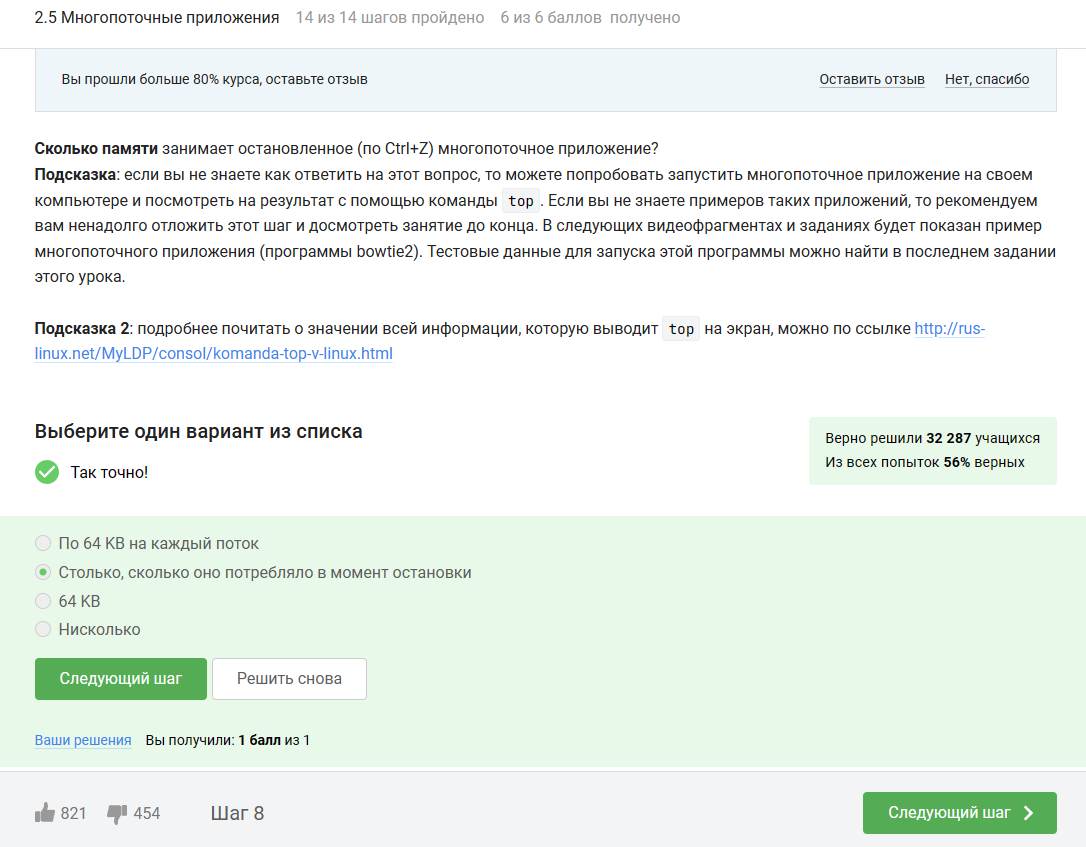 2.5 Многопоточные приложения 14 из 14 шагов пройдено 6 из 6 баллов получено
Вы прошли больше 80% курса, оставьте отзыв Оставить отзыв Нет, спасибо
Сколько памяти занимает остановленное (по Ctrl+Z) многопоточное приложение?
Подсказка: если вы не знаете как ответить на этот вопрос, то можете попробовать запустить многопоточное приложение на своем
компьютере и посмотреть на результат с помощью команды top. Если вы не знаете примеров таких приложений, то рекомендуем
вам ненадолго отложить этот шаг и досмотреть занятие до конца. В следующих видеофрагментах и заданиях будет показан пример
многопоточного приложения (программы bowtie2). Тестовые данные для запуска этой программы можно найти в последнем задании
этого урока.
Подсказка 2: подробнее почитать о значении всей информации, которую выводит top на экран, можно по ссылке http://rus-
linux.net/MyLDP/consol/komanda-top-v-linux.html
Выберите один вариант из списка
Верно решили 32 287 учащихся
Из всех попыток 56% верных
Так точно!
По 64 KB на каждый поток
Столько, сколько оно потребляло в момент остановки
64 KB
Нисколько
Следующий шаг Решить снова
Ваши решения Вы получили: 1 балл из 1
821 454 Шаг 8 Следующий шаг